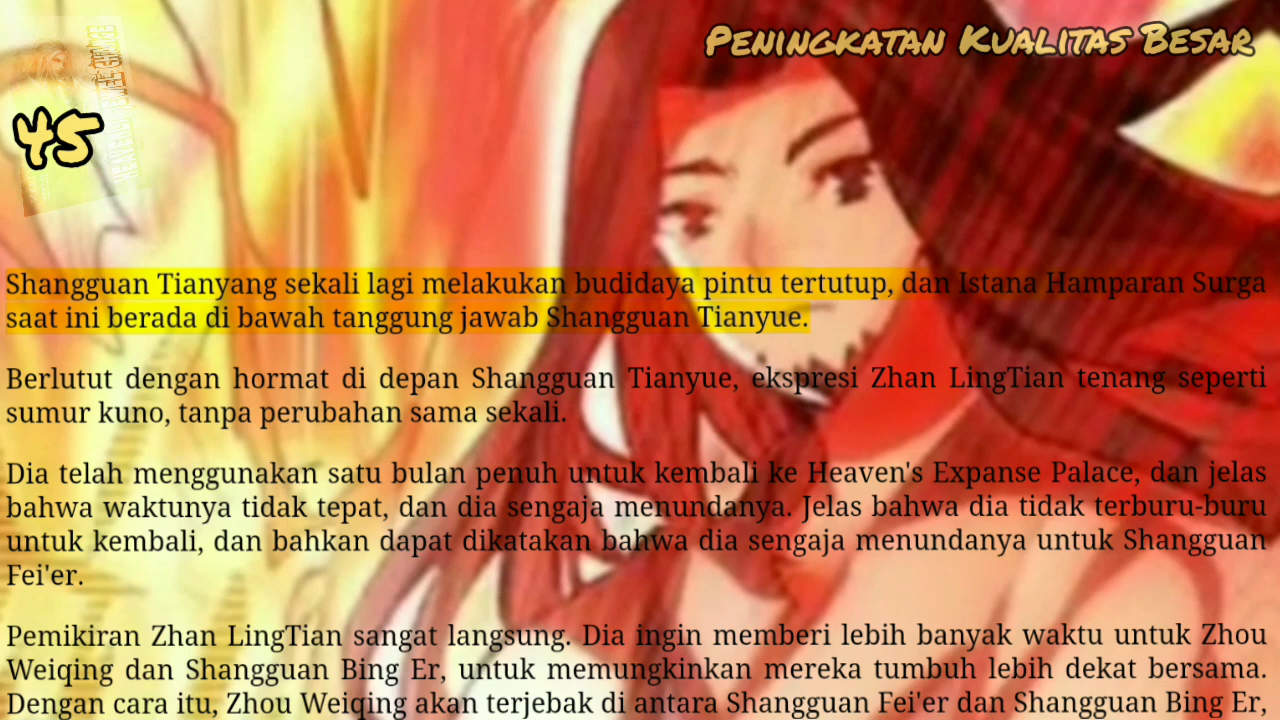 Peningkatan Kualitas Besar
45
Shangguan Tianyang sekali lagi melakukan budidaya pintu tertutup, dan Istana Hamparan Surga
saat ini berada di bawah tanggung jawab Shangguan Tianyue.
Berlutut dengan hormat di depan Shangguan Tianyue, ekspresi Zhan LingTian tenang seperti
sumur kuno, tanpa perubahan sama sekali.
Dia telah menggunakan satu bulan penuh untuk kembali ke Heaven's Expanse Palace, dan jelas
bahwa waktunya tidak tepat, dan dia sengaja menundanya. Jelas bahwa dia tidak terburu-buru
untuk kembali, dan bahkan dapat dikatakan bahwa dia sengaja menundanya untuk Shangguan
Fei'er.
Pemikiran Zhan LingTian sangat langsung. Dia ingin memberi lebih banyak waktu untuk Zhou
Weiqing dan Shangguan Bing Er, untuk memungkinkan mereka tumbuh lebih dekat bersama.
Dengan cara itu, Zhou Weiqing akan terjebak di antara Shangguan Fei'er dan Shangguan Bing Er,